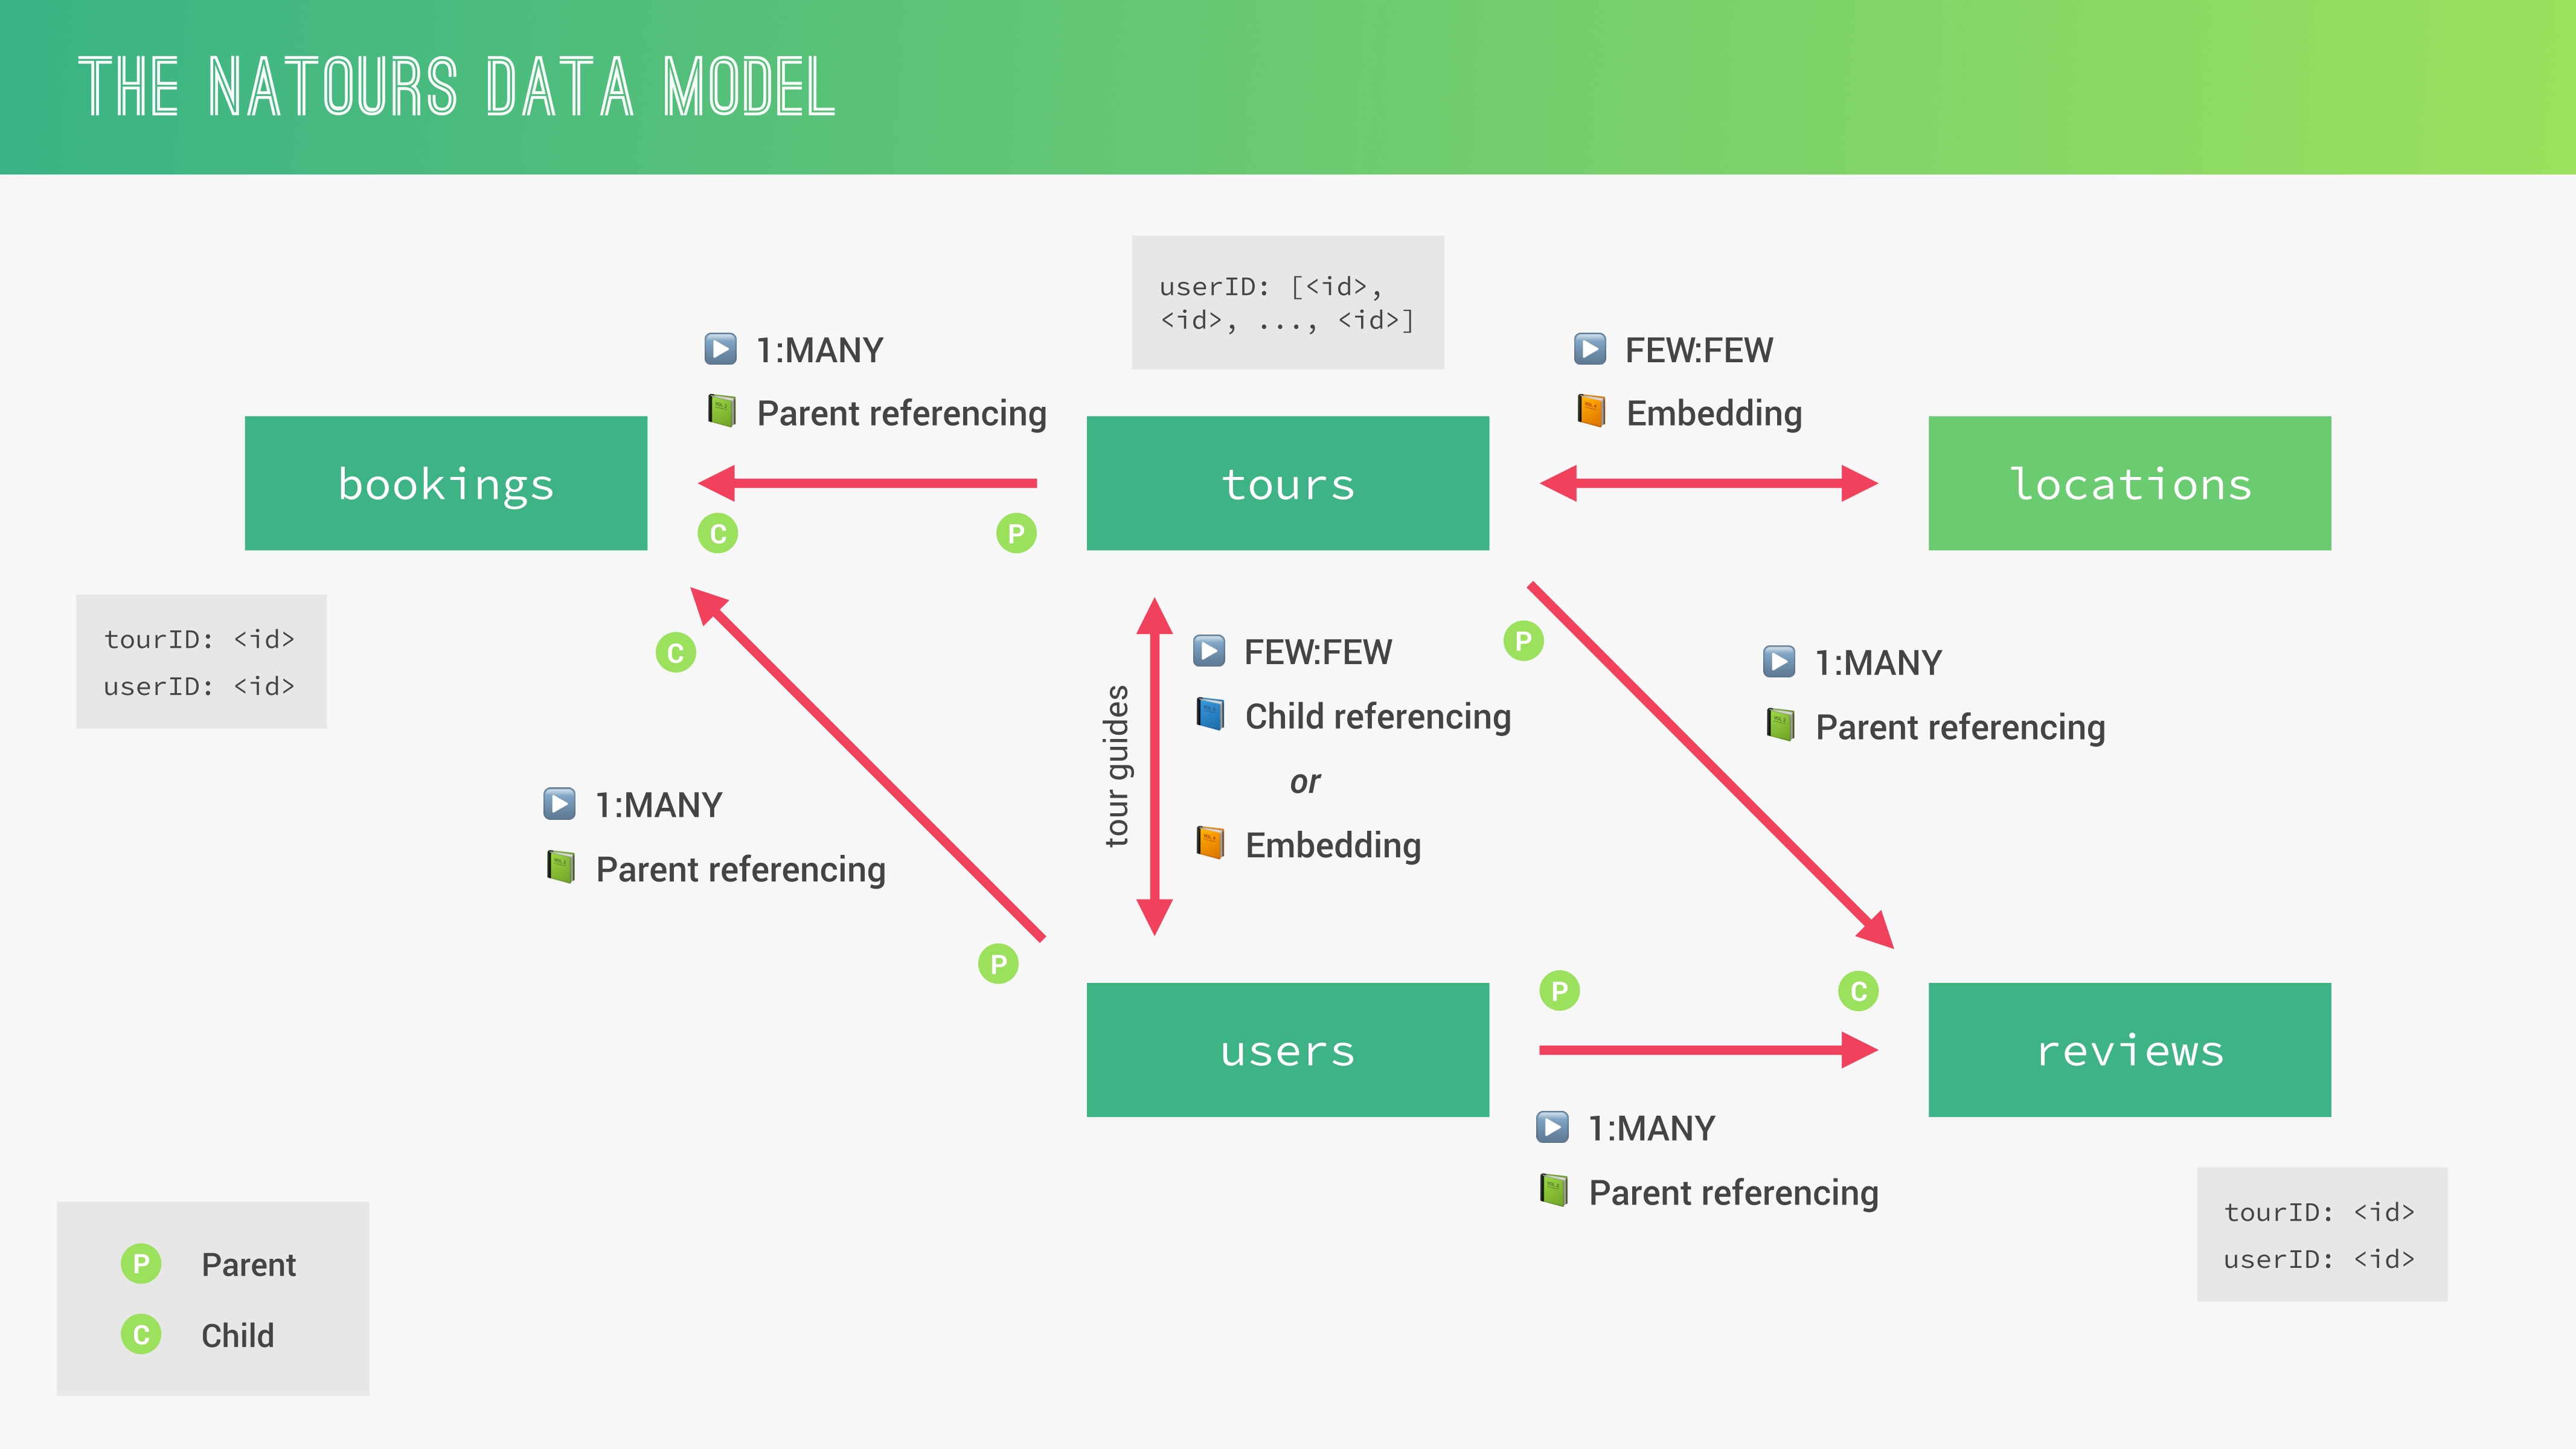 THE NATOURS DATA MODEL
userID: [<id>,
<id>, ..., <id>]
1:MANY
Parent referencing
FEW:FEW
Embedding
bookings
tours
locations
C
P
tourID: <id>
userID: <id>
C
1:MANY
Parent referencing
P
tour guides
FEW:FEW
Child referencing
or
Embedding
P
1:MANY
Parent referencing
users
P
C
reviews
1:MANY
Parent referencing
tourID: <id>
userID: <id>
P Parent
C Child